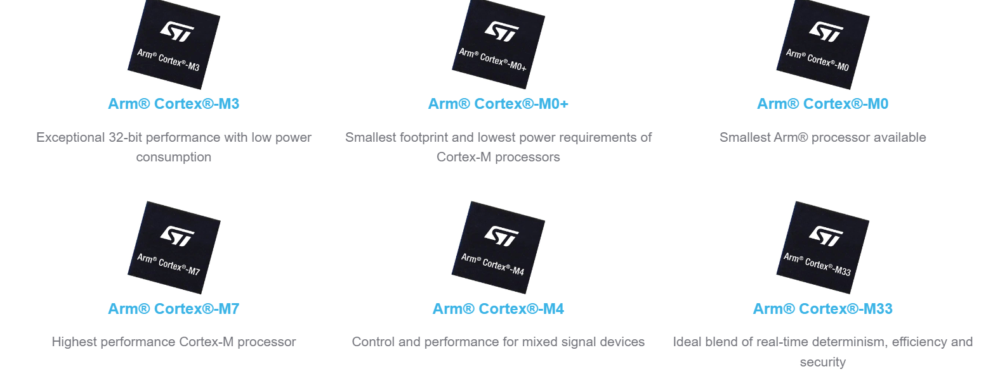 ST
Arm® Cortex®-M3
ST
Arm® Cortex®-M0+
ST
Arm® Cortex®-M0
Arm® Cortex®-M3
Arm® Cortex®-M0+
Arm® Cortex®-M0
Exceptional 32-bit performance with low power
consumption
Smallest footprint and lowest power requirements of
Cortex-M processors
Smallest Arm® processor available
ST
Arm® Cortex®-M7
ST
Arm® Cortex®-M4
ST
Arm® Cortex®-M33
Arm® Cortex®-M7
Arm® Cortex®-M4
Arm® Cortex®-M33
Highest performance Cortex-M processor
Control and performance for mixed signal devices
Ideal blend of real-time determinism, efficiency and
security